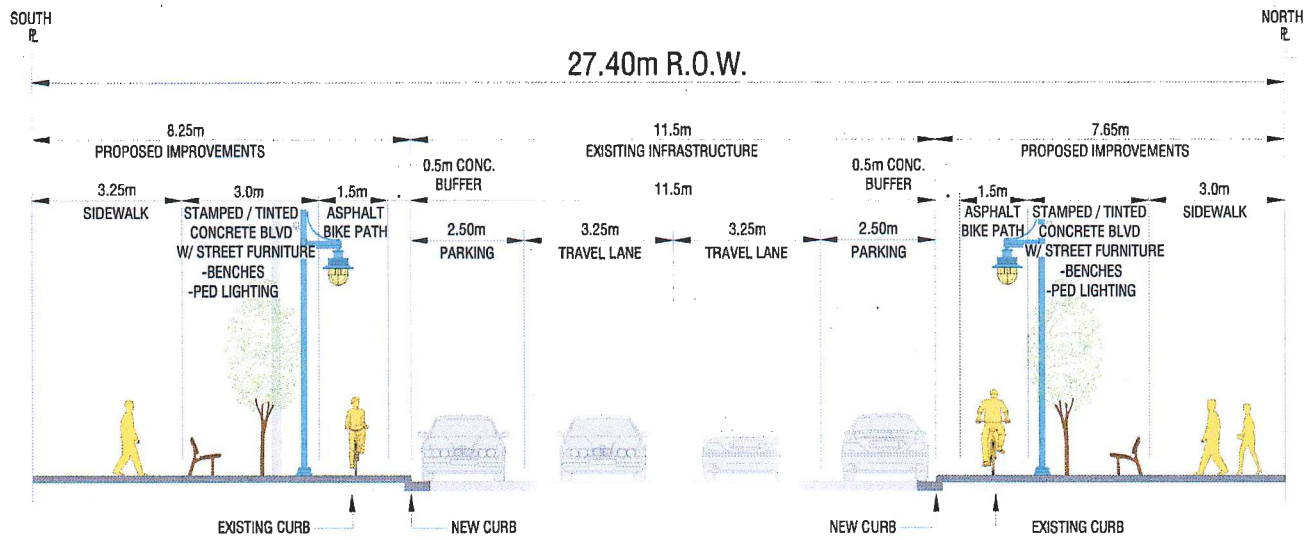 SOUTH
PL
NORTH
PL
27.40m R.O.W.
8.25m
PROPOSED IMPROVEMENTS
11.5m
EXISITING INFRASTRUCTURE
7.65m
PROPOSED IMPROVEMENTS
0.5m CONC.
BUFFER
11.5m
0.5m CONC.
BUFFER
3.25m
SIDEWALK
3.0m
STAMPED / TINTED
CONCRETE BLVD
W/ STREET FURNITURE
-BENCHES
-PED LIGHTING
1.5m
ASPHALT
BIKE PATH
2.50m
PARKING
3.25m
TRAVEL LANE
3.25m
TRAVEL LANE
2.50m
PARKING
1.5m
ASPHALT
BIKE PATH
STAMPED / TINTED
CONCRETE BLVD
W/ STREET FURNITURE
-BENCHES
-PED LIGHTING
3.0m
SIDEWALK
EXISTING CURB
NEW CURB
NEW CURB
EXISTING CURB